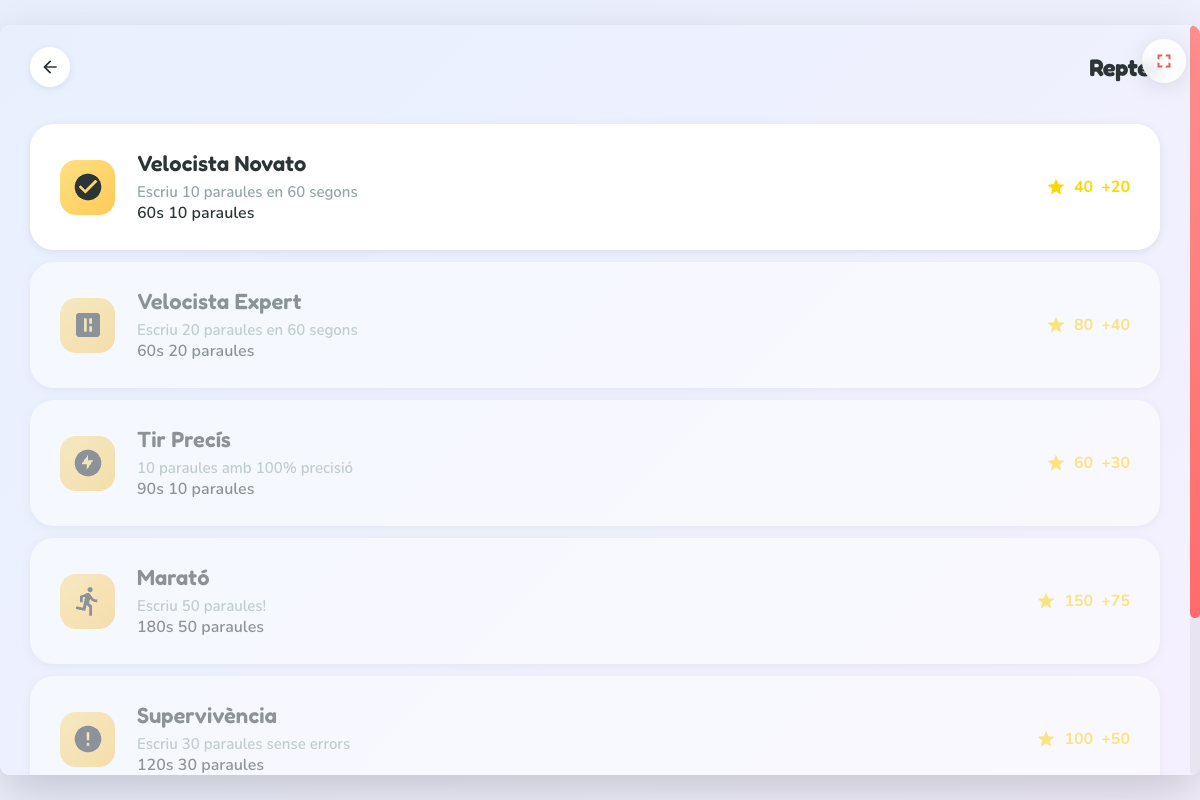 Velocista Novato
Escriu 10 paraules en 60 segons
60s 10 paraules
40 +20
Velocista Expert
Escriu 20 paraules en 60 segons
60s 20 paraules
80 +40
Tir Precís
10 paraules amb 100% precisió
90s 10 paraules
60 +30
Marató
Escriu 50 paraules!
180s 50 paraules
150 +75
Supervivència
Escriu 30 paraules sense errors
120s 30 paraules
100 +50